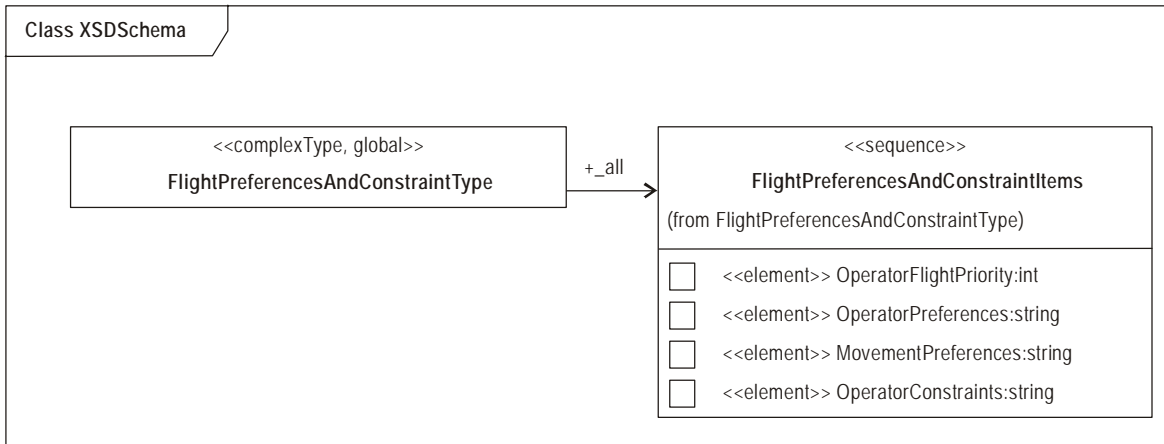 Class XSDSchema
<<complexType, global>>
FlightPreferencesAndConstraintType
+_all
<<sequence>>
FlightPreferencesAndConstraintItems
(from FlightPreferencesAndConstraintType)
<<element>> OperatorFlightPriority:int
<<element>> OperatorPreferences:string
<<element>> MovementPreferences:string
<<element>> OperatorConstraints:string